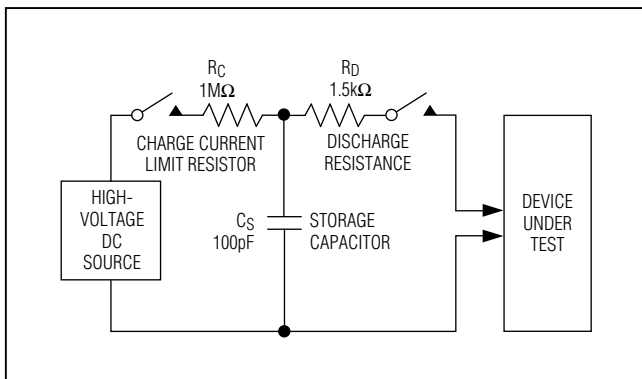 RC
1MΩ
CHARGE CURRENT
LIMIT RESISTOR
RD
1.5kΩ
DISCHARGE
RESISTANCE
HIGH-
VOLTAGE
DC
SOURCE
CS
100pF
STORAGE
CAPACITOR
DEVICE
UNDER
TEST